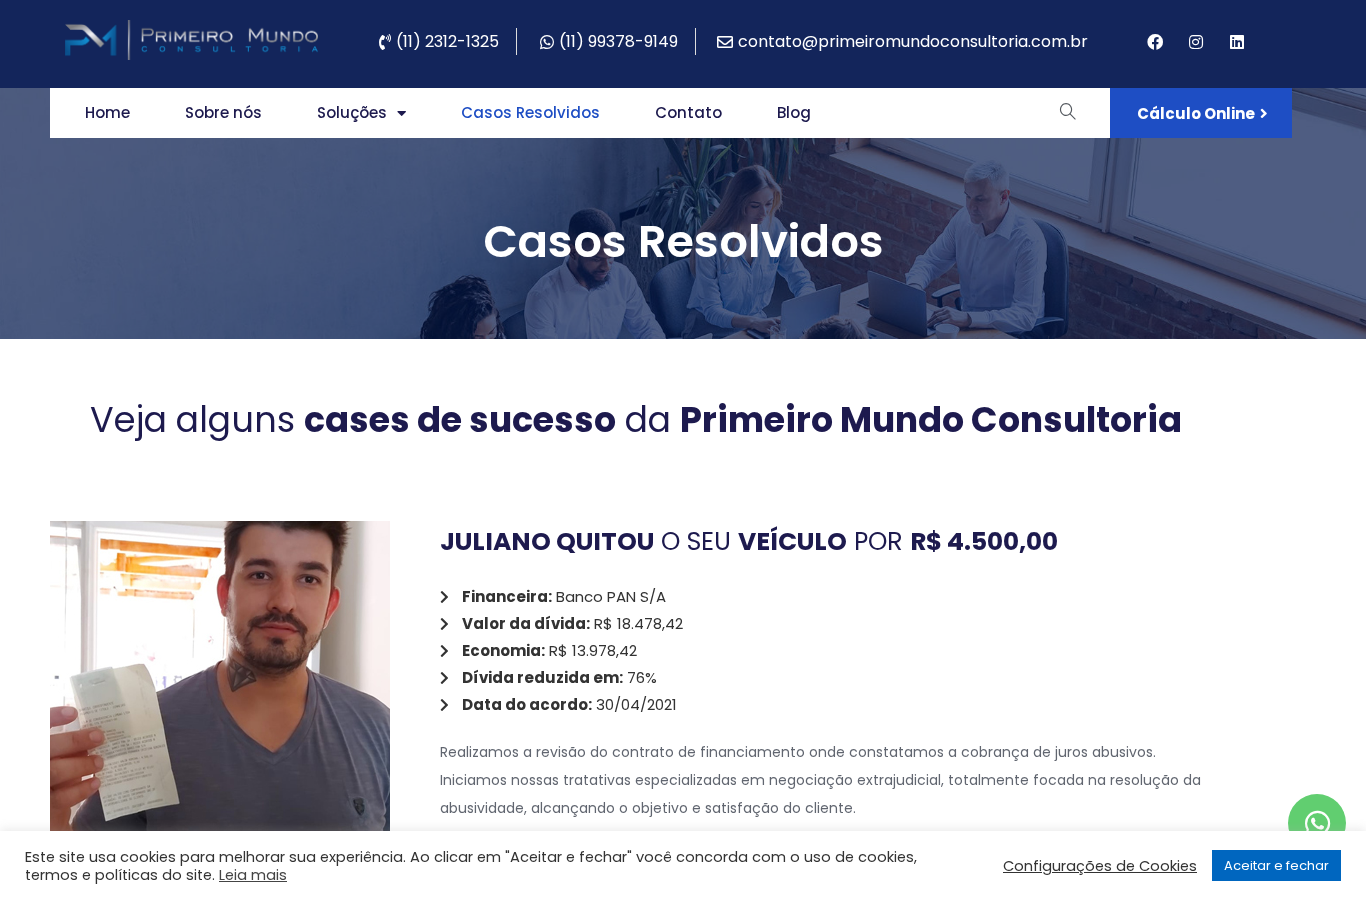 PRIMEIRO MUNDO
CONSULTORIA
(11) 2312-1325
(11) 99378-9149
contato@primeiromundoconsultoria.com.br
Home
Sobre nós
Soluções
Casos Resolvidos
Contato
Blog
Cálculo Online
Casos Resolvidos
Veja alguns cases de sucesso da Primeiro Mundo Consultoria
JULIANO QUITOU O SEU VEÍCULO POR R$ 4.500,00
Financeira: Banco PAN S/A
Valor da dívida: R$ 18.478,42
Economia: R$ 13.978,42
Dívida reduzida em: 76%
Data do acordo: 30/04/2021
Realizamos a revisão do contrato de financiamento onde constatamos a cobrança de juros abusivos.
Iniciamos nossas tratativas especializadas em negociação extrajudicial, totalmente focada na resolução da
abusividade, alcançando o objetivo e satisfação do cliente.
Este site usa cookies para melhorar sua experiência. Ao clicar em "Aceitar e fechar" você concorda com o uso de cookies,
termos e políticas do site. Leia mais
Configurações de Cookies
Aceitar e fechar